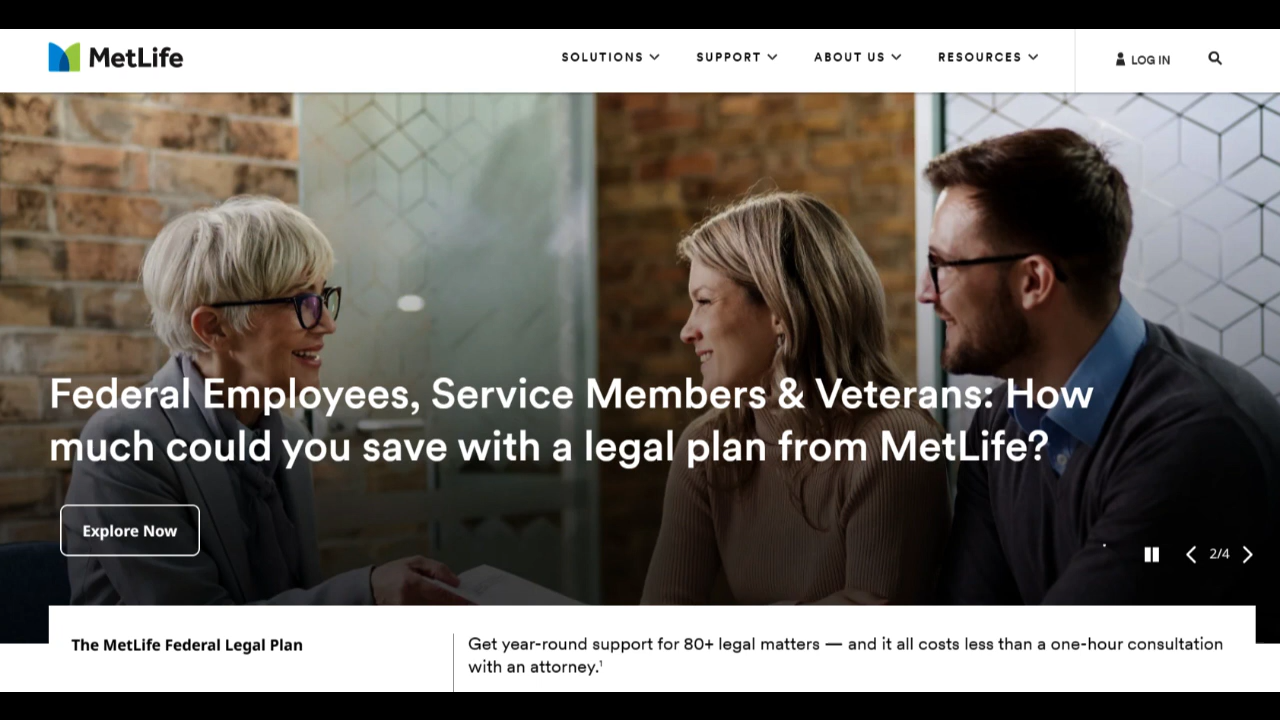 MetLife
SOLUTIONS
SUPPORT
ABOUT US
RESOURCES
LOG IN
Federal Employees, Service Members & Veterans: How
much could you save with a legal plan from MetLife?
Explore Now
2/4
The MetLife Federal Legal Plan
Get year-round support for 80+ legal matters — and it all costs less than a one-hour consultation
with an attorney.¹